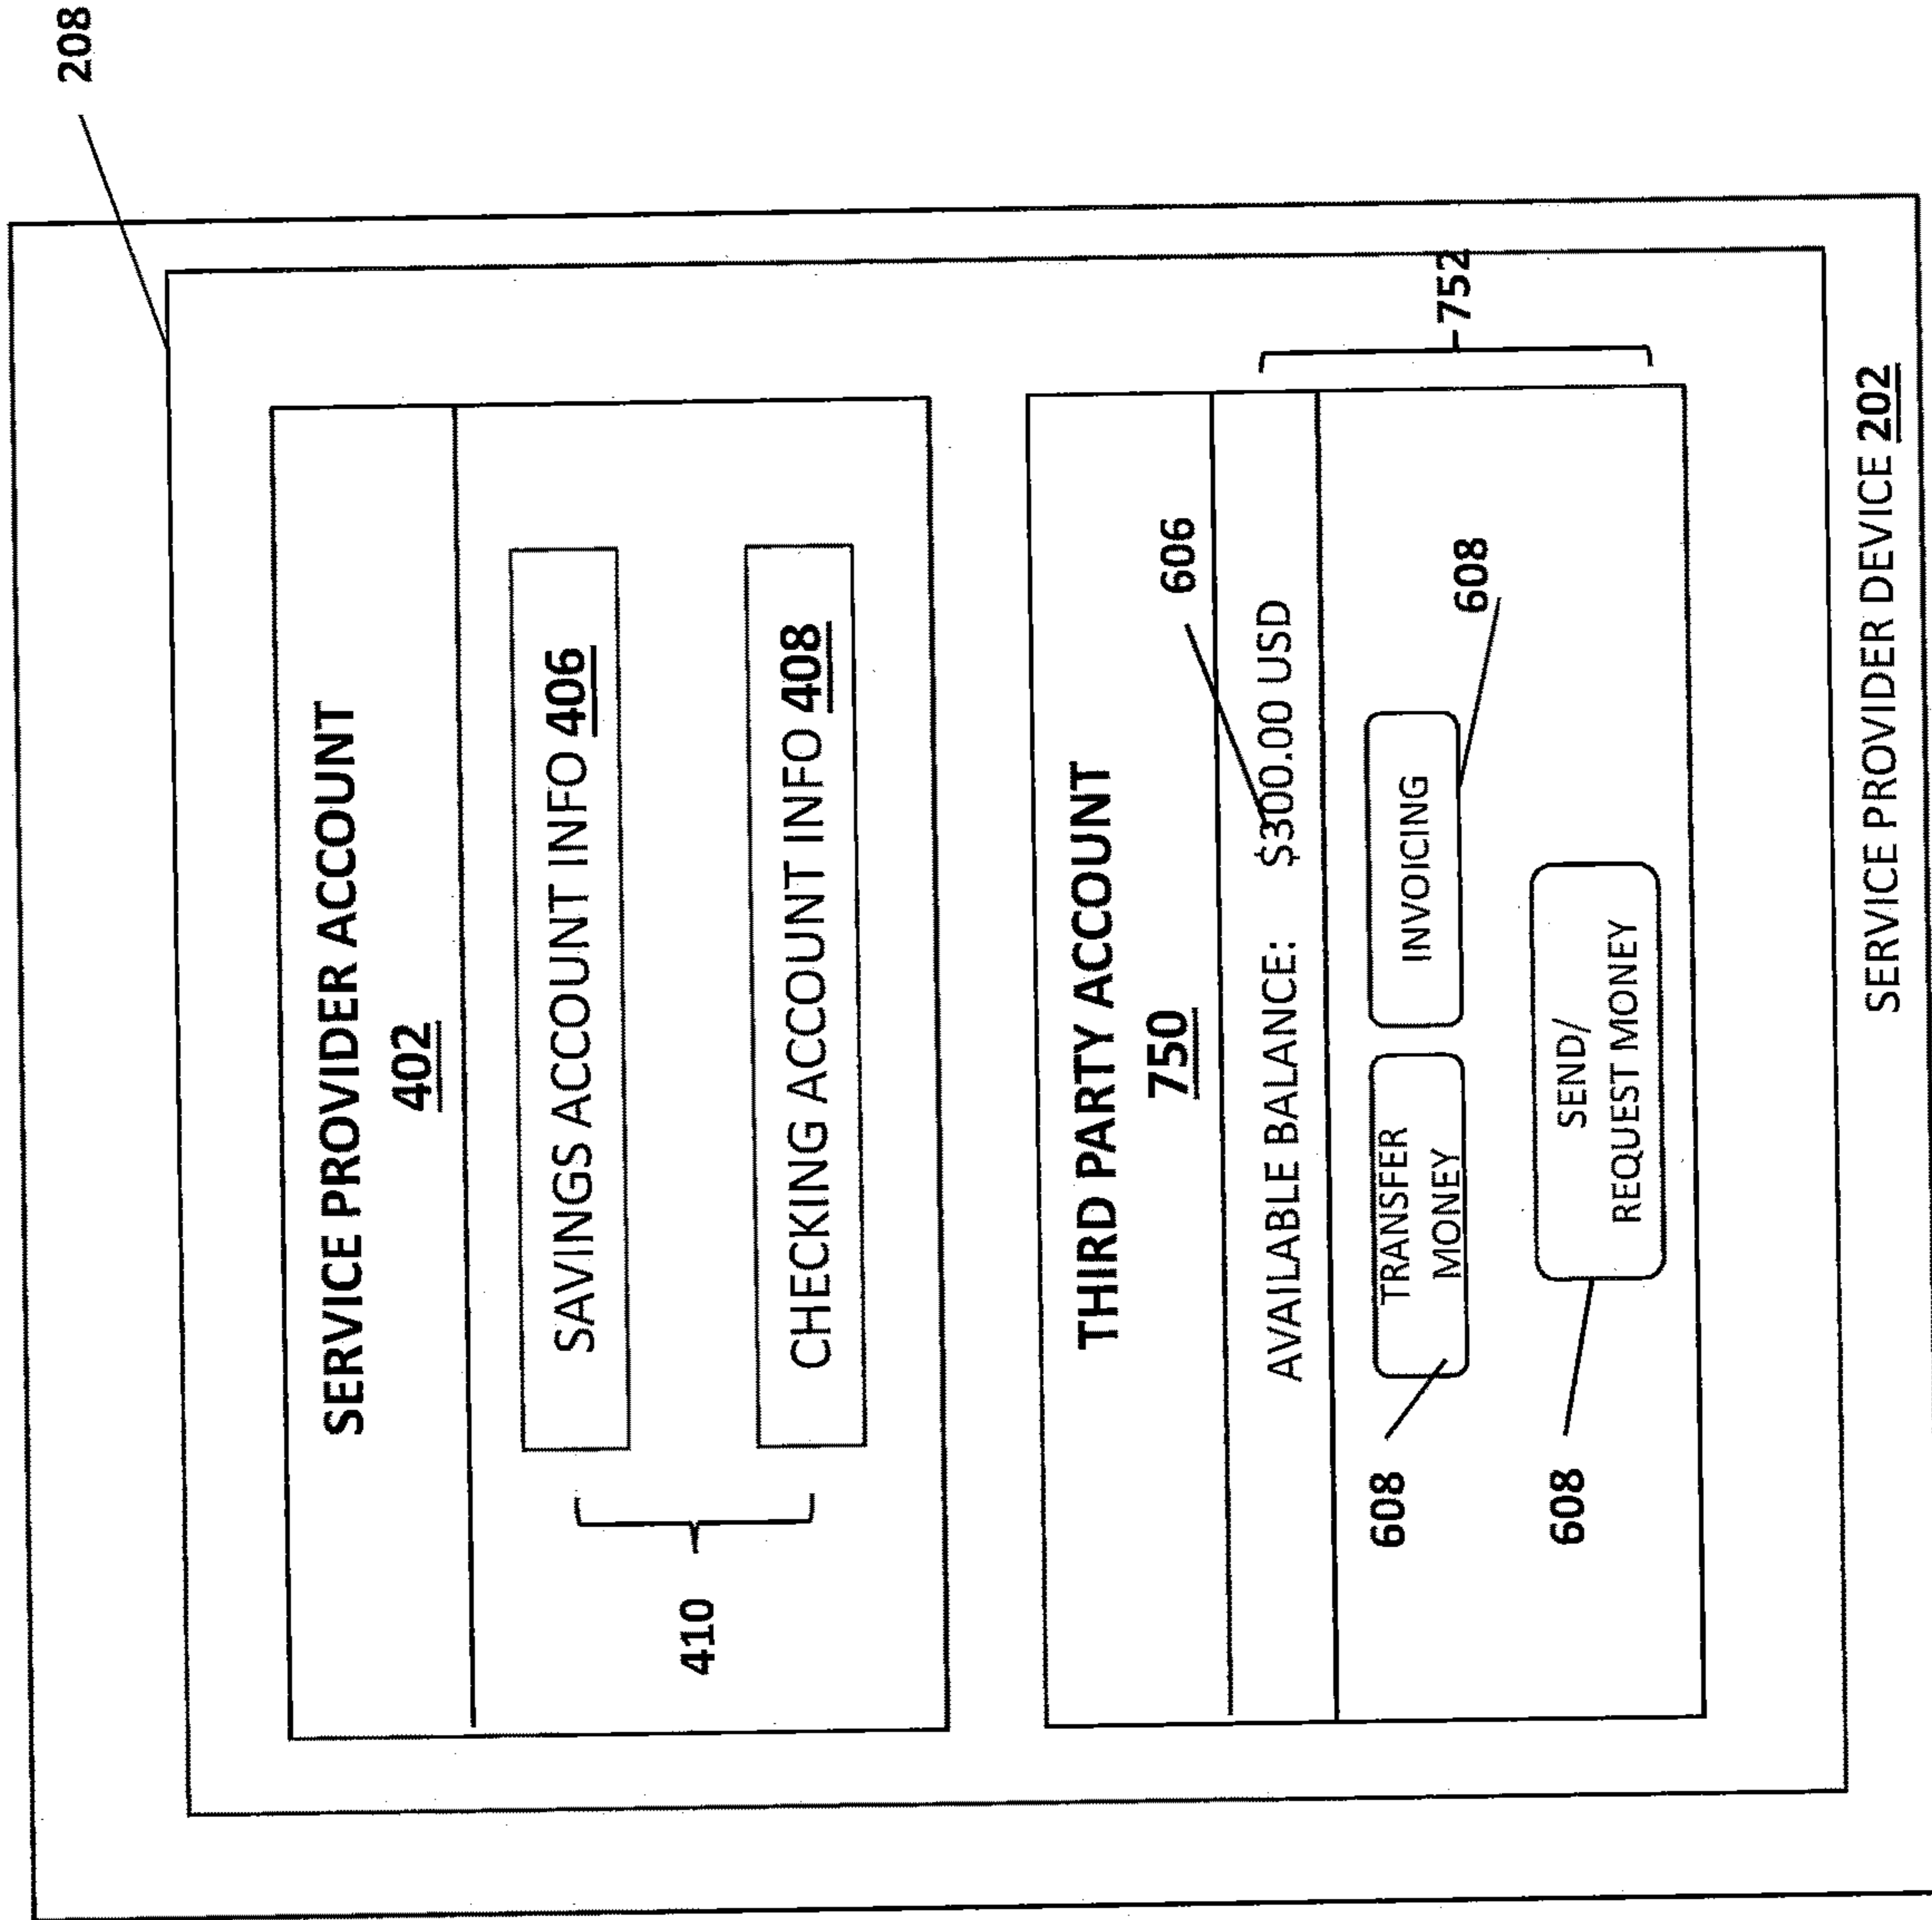 208
SERVICE PROVIDER ACCOUNT
402
SAVINGS ACCOUNT INFO 406
410
CHECKING ACCOUNT INFO 408
THIRD PARTY ACCOUNT
750
606
AVAILABLE BALANCE: $300.00 USD
752
608
TRANSFER
MONEY
INVOICING
608
608
SEND/
REQUEST MONEY
SERVICE PROVIDER DEVICE 202